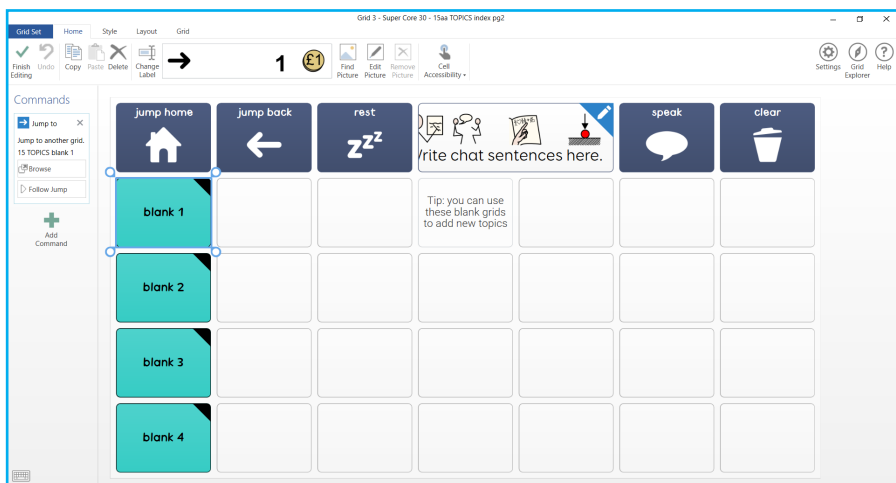 Grid 3 - Super Core 30 - 15aa TOPICS index pg2
Grid Set Home Style Layout Grid
Finish Editing
Undo
Copy
Paste
Delete
Change Label
1
£1
Find Picture
Edit Picture
Remove Picture
Cell Accessibility
Settings
Grid Explorer
Help
Commands
Jump to
Jump to another grid.
15 TOPICS blank 1
Browse
Follow Jump
Add
Command
jump home
jump back
rest
zzz
Write chat sentences here.
speak
clear
blank 1
Tip: you can use
these blank grids
to add new topics
blank 2
blank 3
blank 4